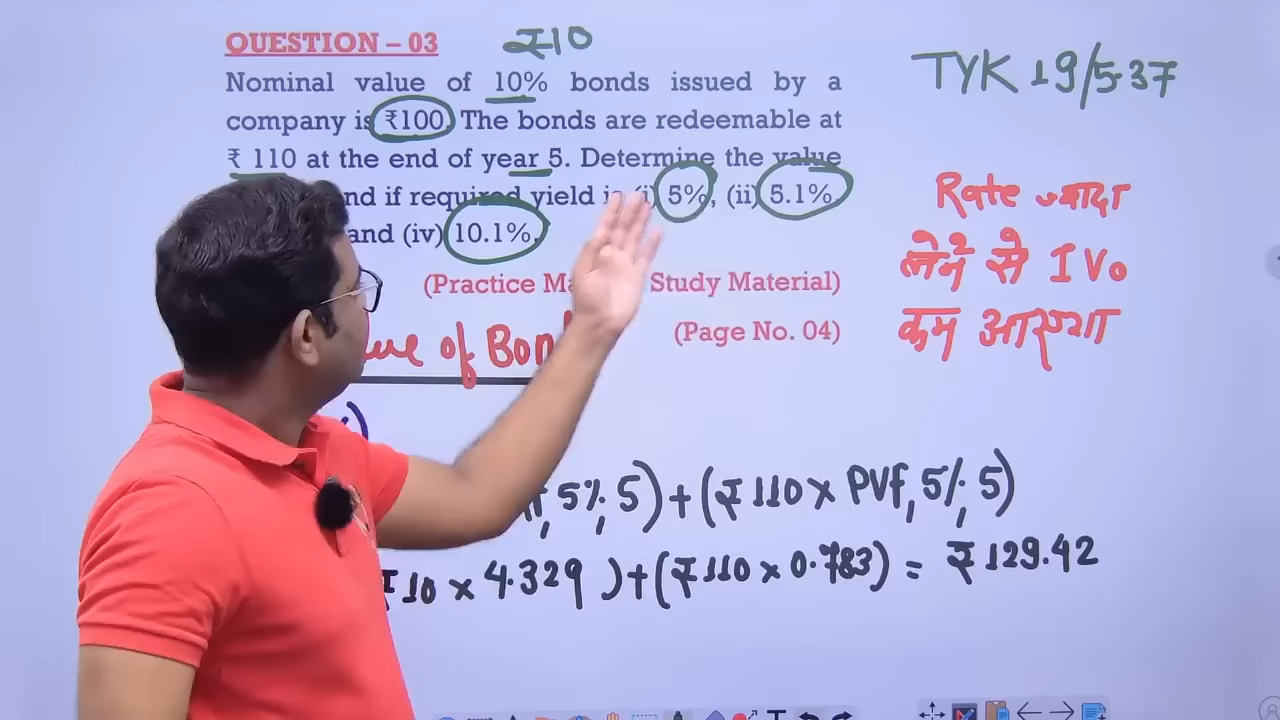 QUESTION – 03
₹10
TYK 19/5.37
Nominal value of 10% bonds issued by a
company is ₹100. The bonds are redeemable at
₹ 110 at the end of year 5. Determine the value
nd if required yield is (i) 5%, (ii) 5.1%,
and (iv) 10.1%.
Rate ज्यादा
लेने से IV₀
कम आएगा
(Practice Ma Study Material)
(Page No. 04)
ue of Bon
5%, 5) + (₹110 × PVf, 5%, 5)
₹10 × 4.329 ) + (₹110 × 0.783) = ₹129.42